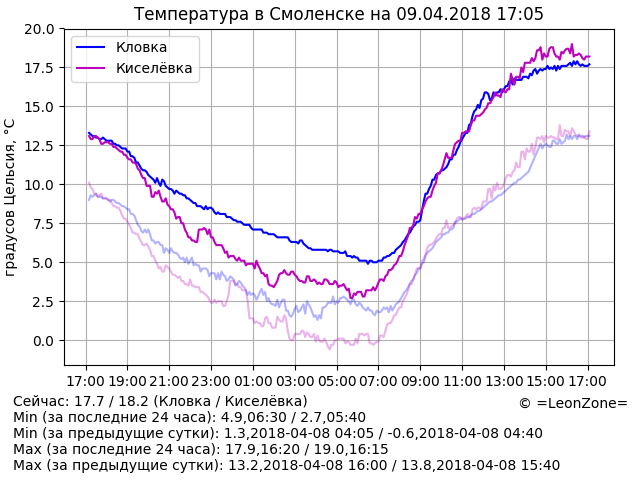 Температура в Смоленске на 09.04.2018 17:05
Кловка
Киселёвка
градусов Цельсия, °C
20.0
17.5
15.0
12.5
10.0
7.5
5.0
2.5
0.0
17:00 19:00 21:00 23:00 01:00 03:00 05:00 07:00 09:00 11:00 13:00 15:00 17:00
Сейчас: 17.7 / 18.2 (Кловка / Киселёвка)
© =LeonZone=
Min (за последние 24 часа): 4.9,06:30 / 2.7,05:40
Min (за предыдущие сутки): 1.3,2018-04-08 04:05 / -0.6,2018-04-08 04:40
Max (за последние 24 часа): 17.9,16:20 / 19.0,16:15
Max (за предыдущие сутки): 13.2,2018-04-08 16:00 / 13.8,2018-04-08 15:40